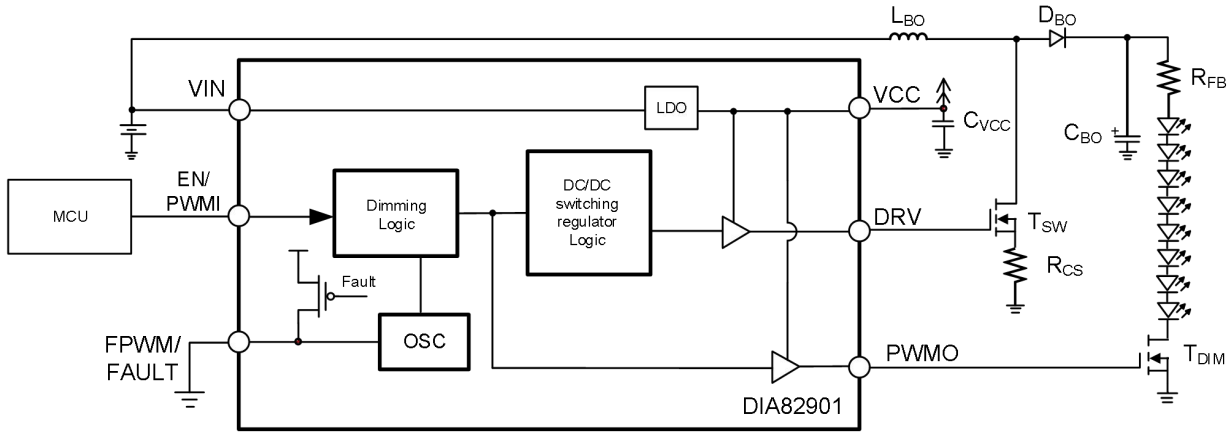 L_BO
D_BO
R_FB
VIN
LDO
VCC
C_VCC
C_BO
+
MCU
EN/
PWMI
Dimming
Logic
DC/DC
switching
regulator
Logic
DRV
T_SW
R_CS
Fault
OSC
FPWM/
FAULT
PWMO
T_DIM
DIA82901